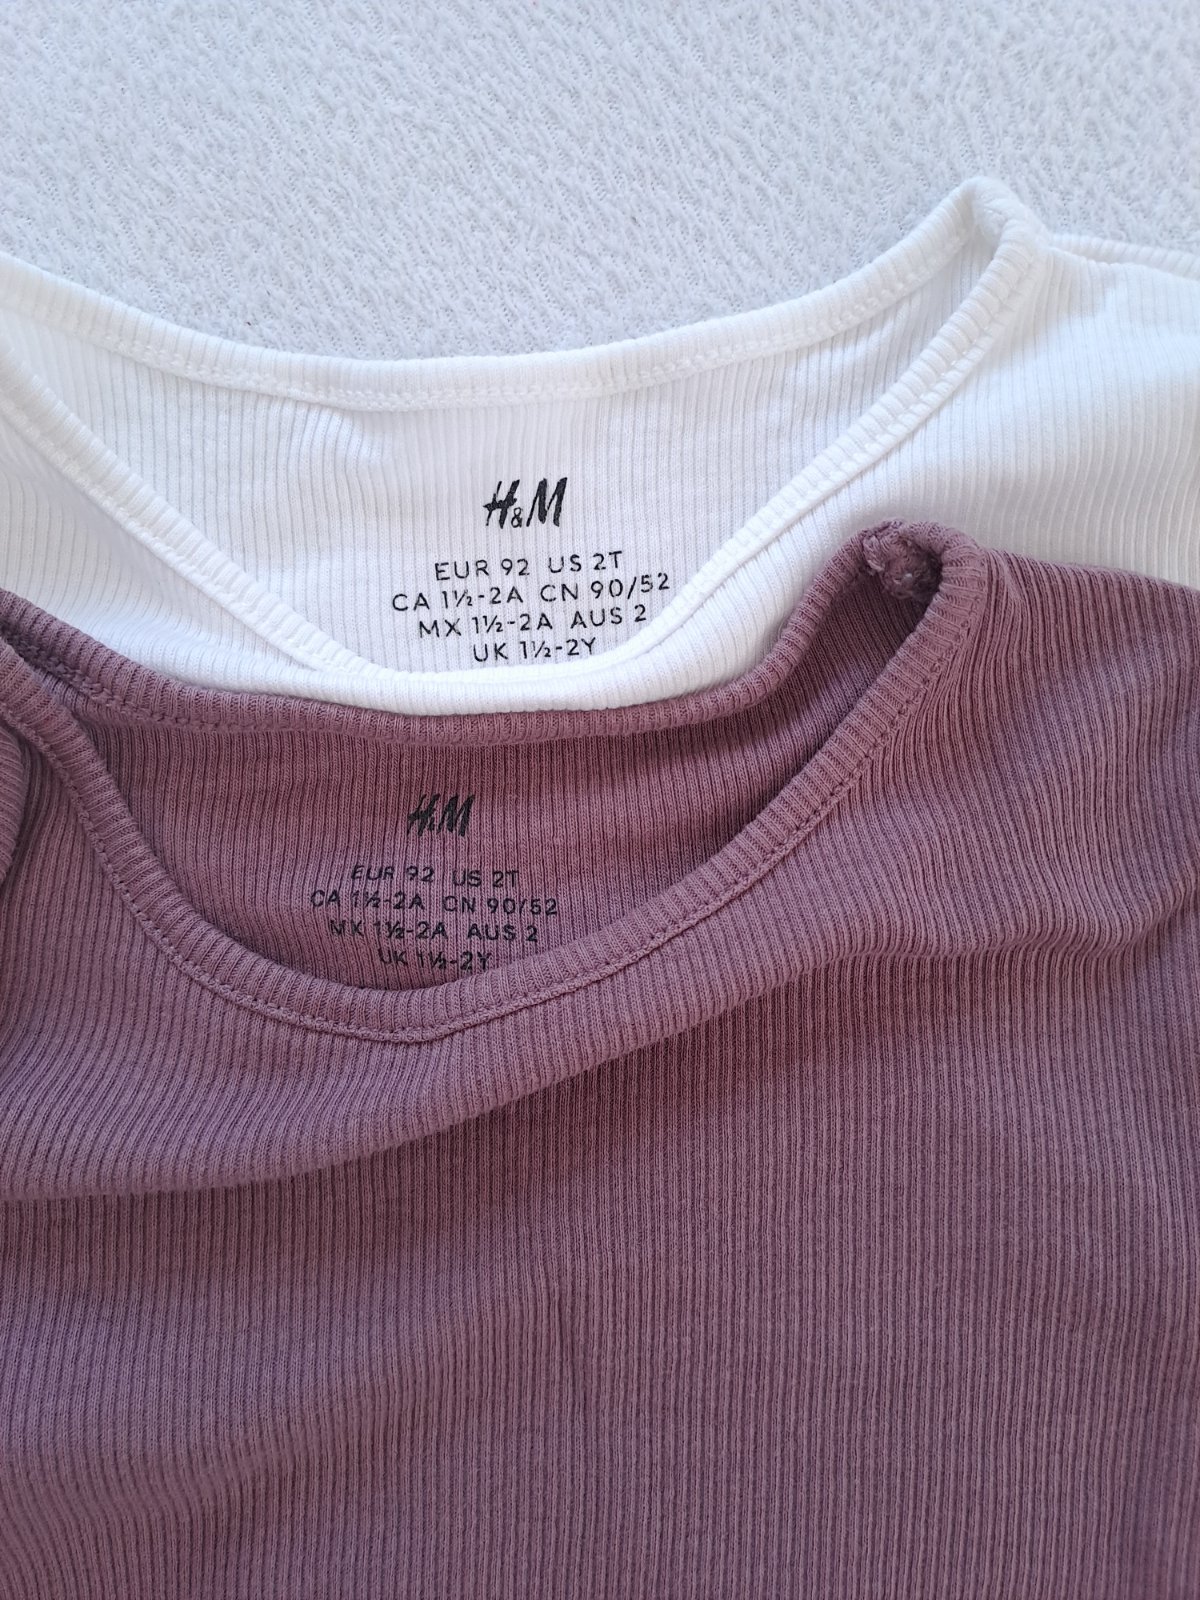 H&M
EUR 92 US 2T
CA 1½-2A CN 90/52
MX 1½-2A AUS 2
UK 1½-2Y
H&M
EUR 92 US 2T
CA 1½-2A CN 90/52
MX 1½-2A AUS 2
UK 1½-2Y